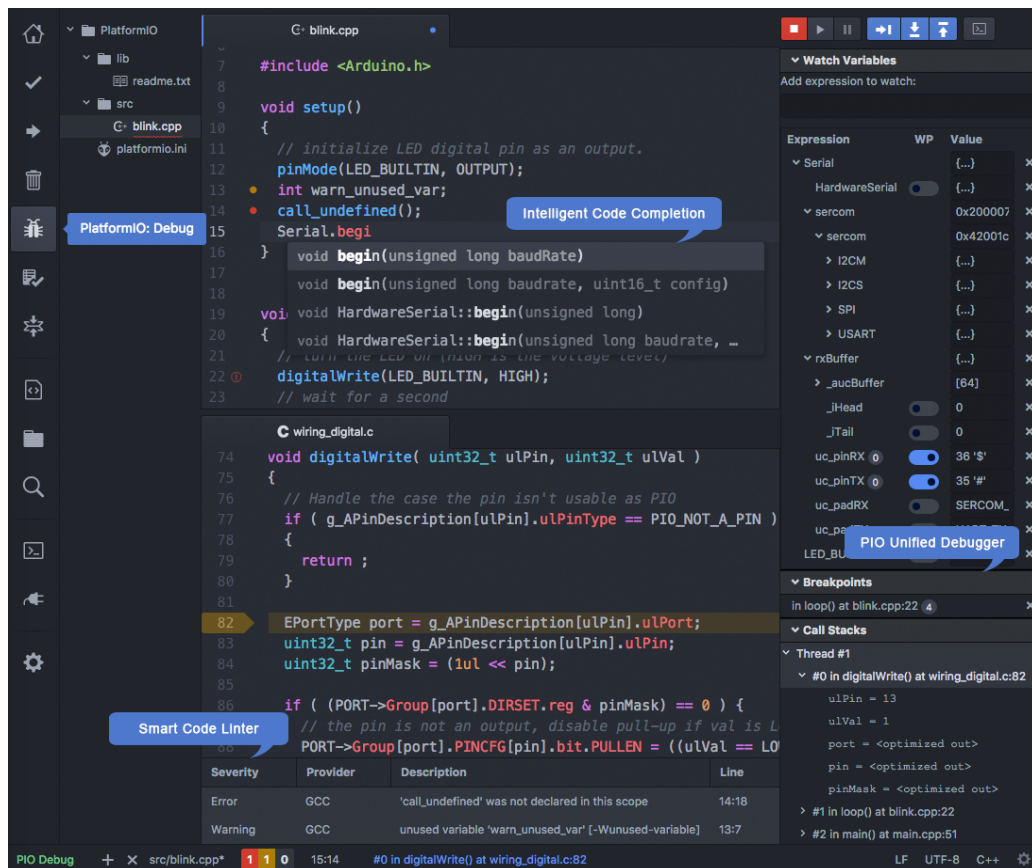 PlatformIO
lib
readme.txt
src
blink.cpp
platformio.ini
PlatformIO: Debug
blink.cpp
7 #include <Arduino.h>
8
9 void setup()
10 {
11 // initialize LED digital pin as an output.
12 pinMode(LED_BUILTIN, OUTPUT);
13 int warn_unused_var;
14 call_undefined();
15 Serial.begi
16 }
17
18
19 voi
20 {
21 // turn the LED on (HIGH is the voltage level)
22 digitalWrite(LED_BUILTIN, HIGH);
23 // wait for a second
Intelligent Code Completion
void begin(unsigned long baudRate)
void begin(unsigned long baudrate, uint16_t config)
void HardwareSerial::begin(unsigned long)
void HardwareSerial::begin(unsigned long baudrate, …
wiring_digital.c
74 void digitalWrite( uint32_t ulPin, uint32_t ulVal )
75 {
76 // Handle the case the pin isn't usable as PIO
77 if ( g_APinDescription[ulPin].ulPinType == PIO_NOT_A_PIN )
78 {
79 return ;
80 }
81
82 EPortType port = g_APinDescription[ulPin].ulPort;
83 uint32_t pin = g_APinDescription[ulPin].ulPin;
84 uint32_t pinMask = (1ul << pin);
85
86 if ( (PORT->Group[port].DIRSET.reg & pinMask) == 0 ) {
// the pin is not an output, disable pull-up if val is L
88 PORT->Group[port].PINCFG[pin].bit.PULLEN = ((ulVal == LO
Smart Code Linter
Severity Provider Description Line
Error GCC 'call_undefined' was not declared in this scope 14:18
Warning GCC unused variable 'warn_unused_var' [-Wunused-variable] 13:7
Watch Variables
Add expression to watch:
Expression WP Value
Serial {...}
HardwareSerial {...}
sercom 0x200007
sercom 0x42001c
I2CM {...}
I2CS {...}
SPI {...}
USART {...}
rxBuffer {...}
_aucBuffer [64]
_iHead 0
_iTail 0
uc_pinRX 0 36 '$'
uc_pinTX 0 35 '#'
uc_padRX SERCOM_
uc_pa
LED_BU
PIO Unified Debugger
Breakpoints
in loop() at blink.cpp:22 4
Call Stacks
Thread #1
#0 in digitalWrite() at wiring_digital.c:82
ulPin = 13
ulVal = 1
port = <optimized out>
pin = <optimized out>
pinMask = <optimized out>
#1 in loop() at blink.cpp:22
#2 in main() at main.cpp:51
PIO Debug src/blink.cpp* 1 1 0 15:14 #0 in digitalWrite() at wiring_digital.c:82 LF UTF-8 C++